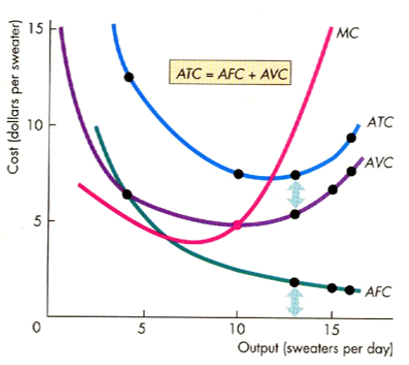 Cost (dollars per sweater)
15
10
5
0
5
10
15
Output (sweaters per day)
ATC = AFC + AVC
MC
ATC
AVC
AFC